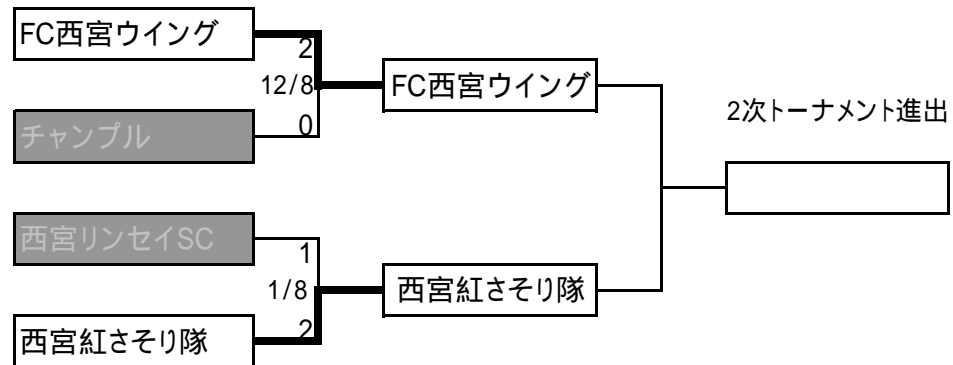 FC西宮ウイング
2
12/8
FC西宮ウイング
0
チャンプル
2次トーナメント進出
西宮リンセイSC
1
1/8
西宮紅さそり隊
2
西宮紅さそり隊